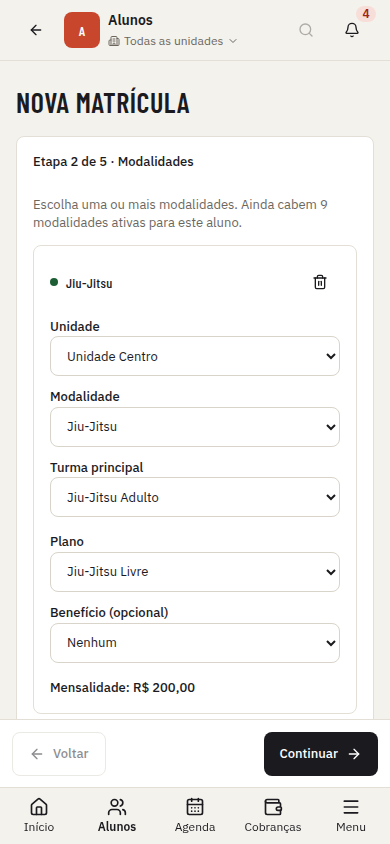 A
Alunos
Todas as unidades
4
NOVA MATRÍCULA
Etapa 2 de 5 · Modalidades
Escolha uma ou mais modalidades. Ainda cabem 9
modalidades ativas para este aluno.
Jiu-Jitsu
Unidade
Unidade Centro
Modalidade
Jiu-Jitsu
Turma principal
Jiu-Jitsu Adulto
Plano
Jiu-Jitsu Livre
Benefício (opcional)
Nenhum
Mensalidade: R$ 200,00
Voltar
Continuar
Início
Alunos
Agenda
Cobranças
Menu